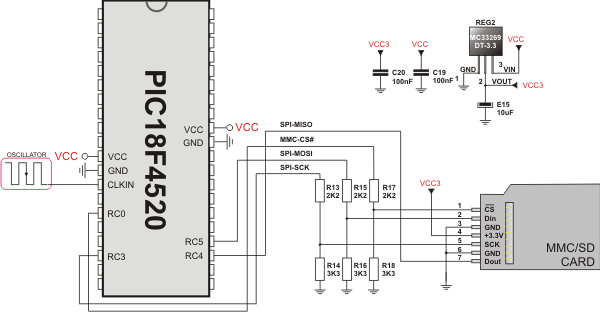 REG2
MC33269
DT-3.3
VCC
GND
3
VIN
1
2
VOUT
VCC3
E15
10uF
VCC3
VCC
C20
100nF
C19
100nF
PIC18F4520
VCC
VCC
GND
OSCILLATOR
VCC
VCC
GND
CLKIN
RC0
RC3
RC5
RC4
SPI-MISO
MMC-CS#
SPI-MOSI
SPI-SCK
R13
2K2
R15
2K2
R17
2K2
R14
3K3
R16
3K3
R18
3K3
VCC3
1 CS
2 Din
3 GND
4 +3.3V
5 SCK
6 GND
7 Dout
MMC/SD
CARD